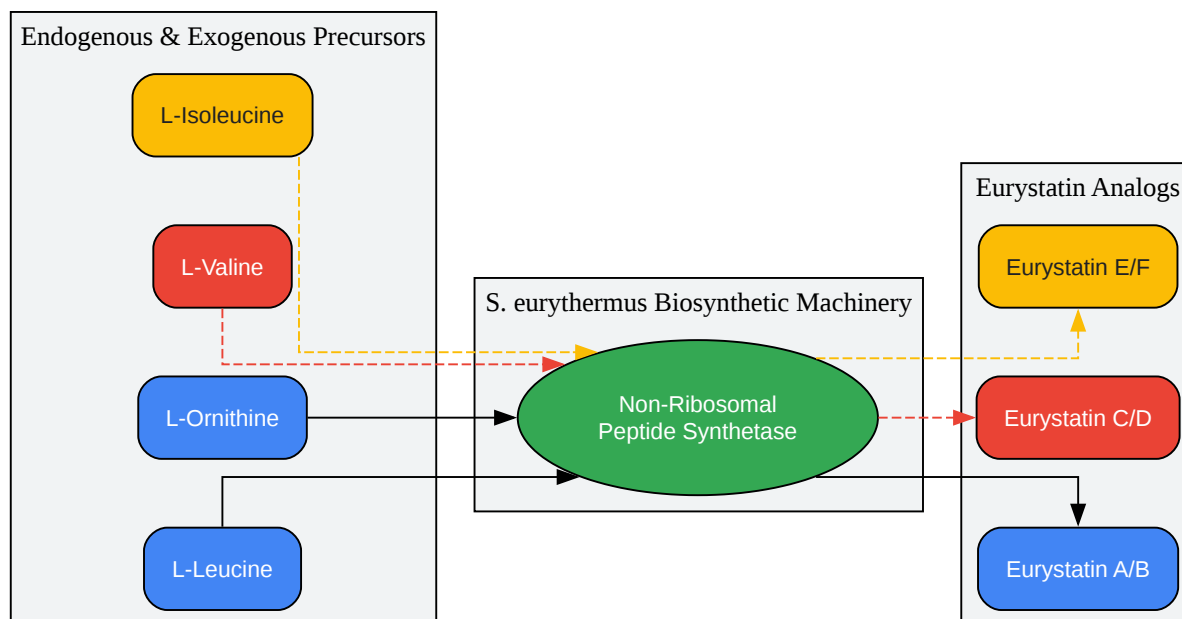 Endogenous & Exogenous Precursors
L-Isoleucine
L-Valine
L-Ornithine
L-Leucine
S. eurythermus Biosynthetic Machinery
Non-Ribosomal
Peptide Synthetase
Eurystatin Analogs
Eurystatin E/F
Eurystatin C/D
Eurystatin A/B